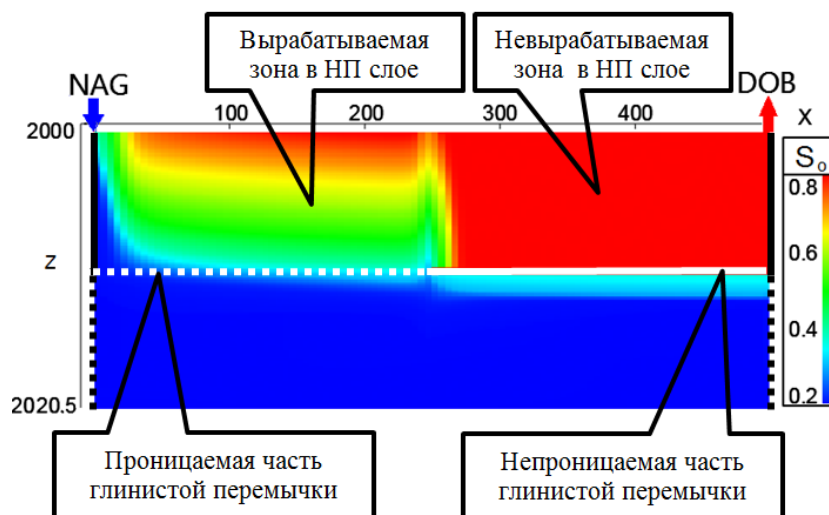 Вырабатываемая
зона в НП слое
Невырабатываемая
зона в НП слое
NAG
DOB
100
200
300
400
x
2000
z
2020.5
So
0.8
0.6
0.4
0.2
Проницаемая часть
глинистой перемычки
Непроницаемая часть
глинистой перемычки